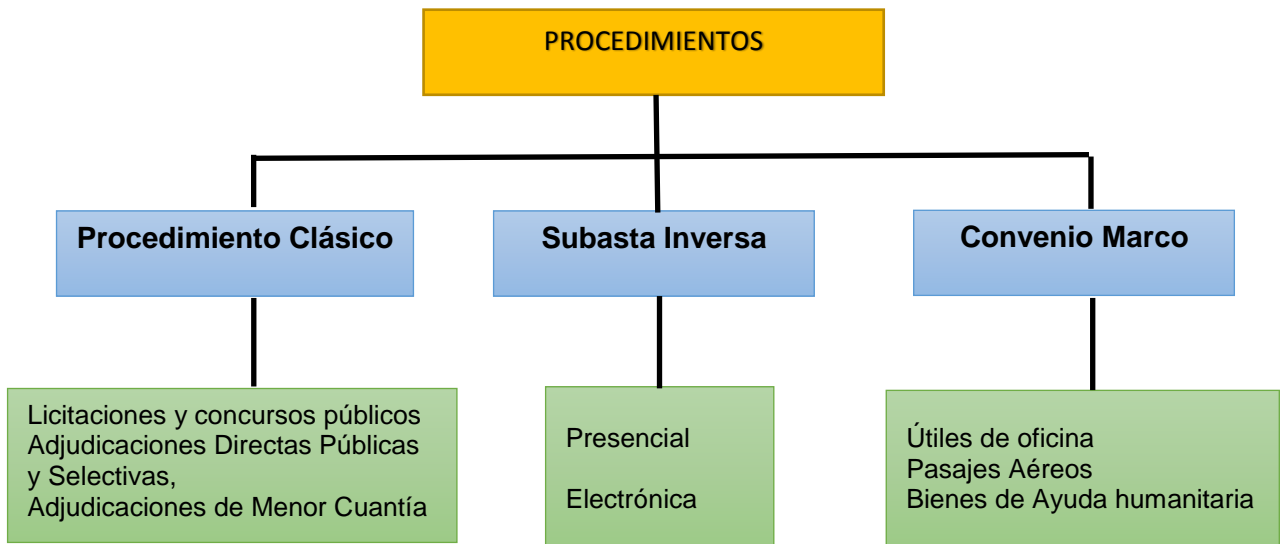 PROCEDIMIENTOS
Procedimiento Clásico
Subasta Inversa
Convenio Marco
Licitaciones y concursos públicos
Adjudicaciones Directas Públicas
y Selectivas,
Adjudicaciones de Menor Cuantía
Presencial
Electrónica
Útiles de oficina
Pasajes Aéreos
Bienes de Ayuda humanitaria